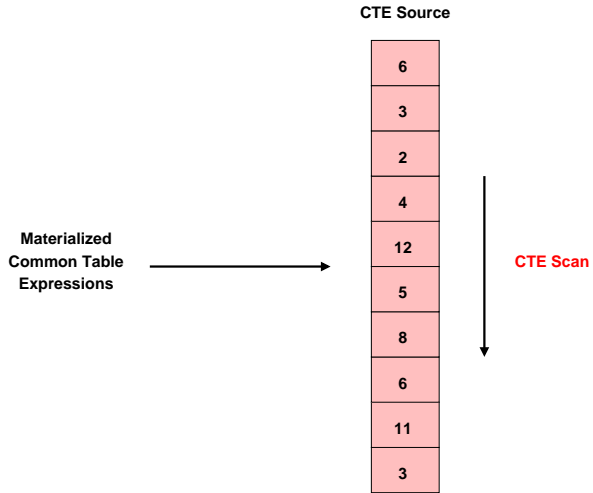 CTE Source
6
3
2
4
12
5
8
6
11
3
Materialized
Common Table
Expressions
CTE Scan